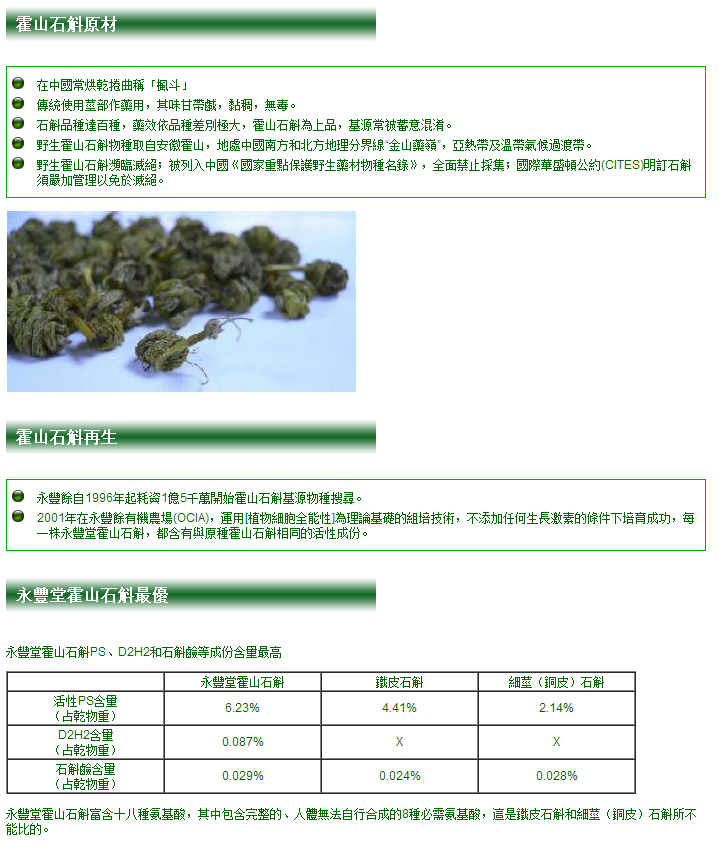 霍山石斛原材
在中國常烘乾捲曲稱「楓斗」
傳統使用莖部作藥用，其味甘帶鹹，黏稠，無毒。
石斛品種達百種，藥效依品種差別極大，霍山石斛為上品，基源常被蓄意混淆。
野生霍山石斛物種取自安徽霍山，地處中國南方和北方地理分界線“金山藥嶺”，亞熱帶及溫帶氣候過渡帶。
野生霍山石斛瀕臨滅絕；被列入中國《國家重點保護野生藥材物種名錄》，全面禁止採集；國際華盛頓公約(CITES)明訂石斛
須嚴加管理以免於滅絕。
霍山石斛再生
永豐餘自1996年起耗資1億5千萬開始霍山石斛基源物種搜尋。
2001年在永豐餘有機農場(OCIA)，運用[植物細胞全能性]為理論基礎的組培技術，不添加任何生長激素的條件下培育成功，每
一株永豐堂霍山石斛，都含有與原種霍山石斛相同的活性成份。
永豐堂霍山石斛最優
永豐堂霍山石斛PS、D2H2和石斛鹼等成份含量最高
永豐堂霍山石斛 鐵皮石斛 細莖（銅皮）石斛
活性PS含量
（占乾物重） 6.23% 4.41% 2.14%
D2H2含量
（占乾物重） 0.087% X X
石斛鹼含量
（占乾物重） 0.029% 0.024% 0.028%
永豐堂霍山石斛富含十八種氨基酸，其中包含完整的、人體無法自行合成的8種必需氨基酸，這是鐵皮石斛和細莖（銅皮）石斛所不
能比的。